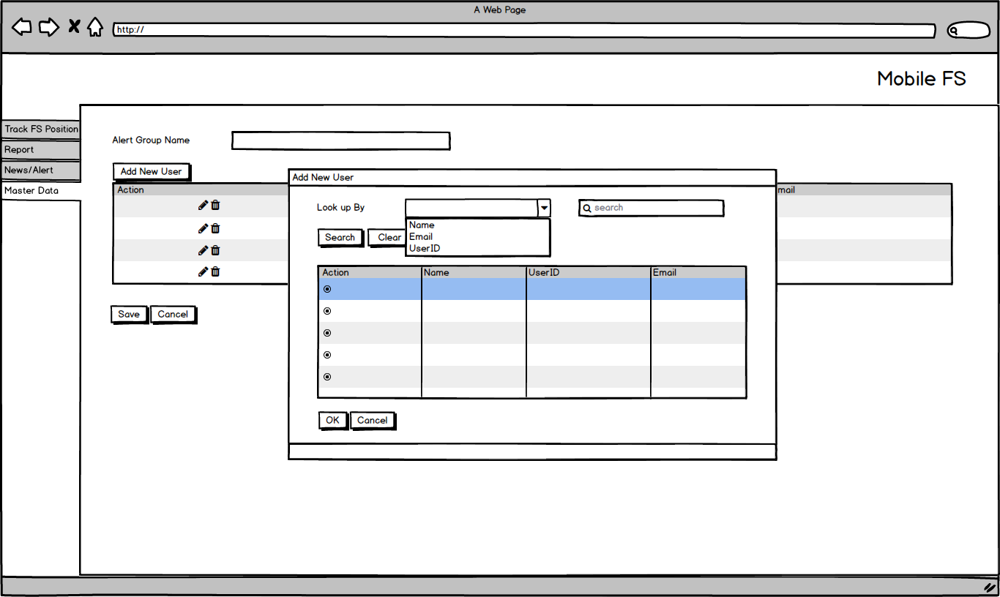 A Web Page
http://
Mobile FS
Track FS Position
Report
News/Alert
Master Data
Alert Group Name
Add New User
Action
mail
Save
Cancel
Add New User
Look up By
search
Name
Email
UserID
Search
Clear
Action
Name
UserID
Email
OK
Cancel